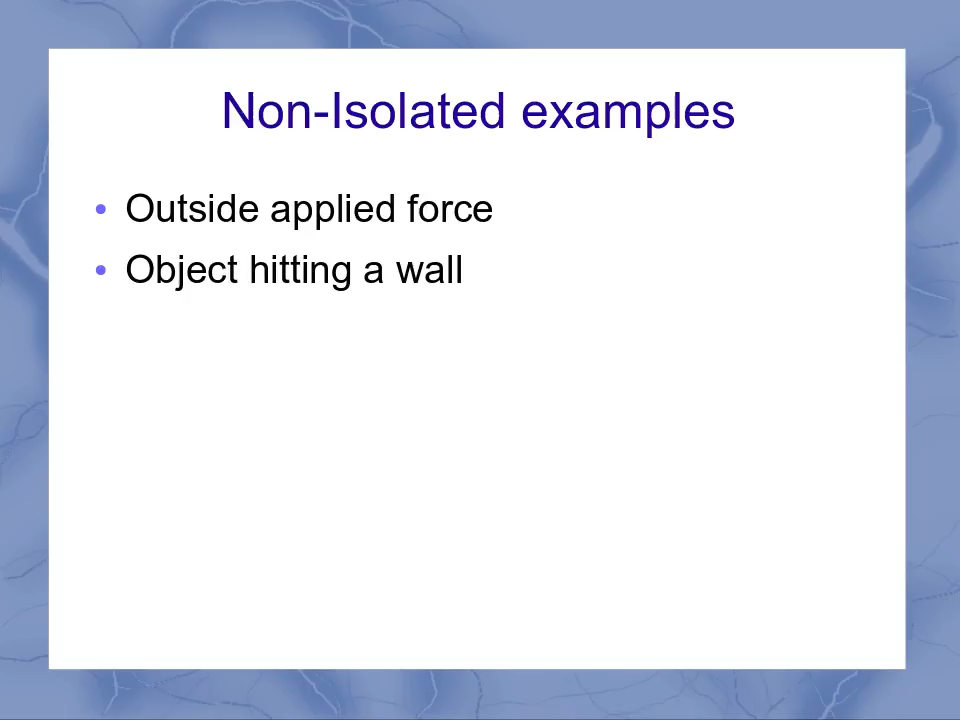 Non-Isolated examples
• Outside applied force
• Object hitting a wall